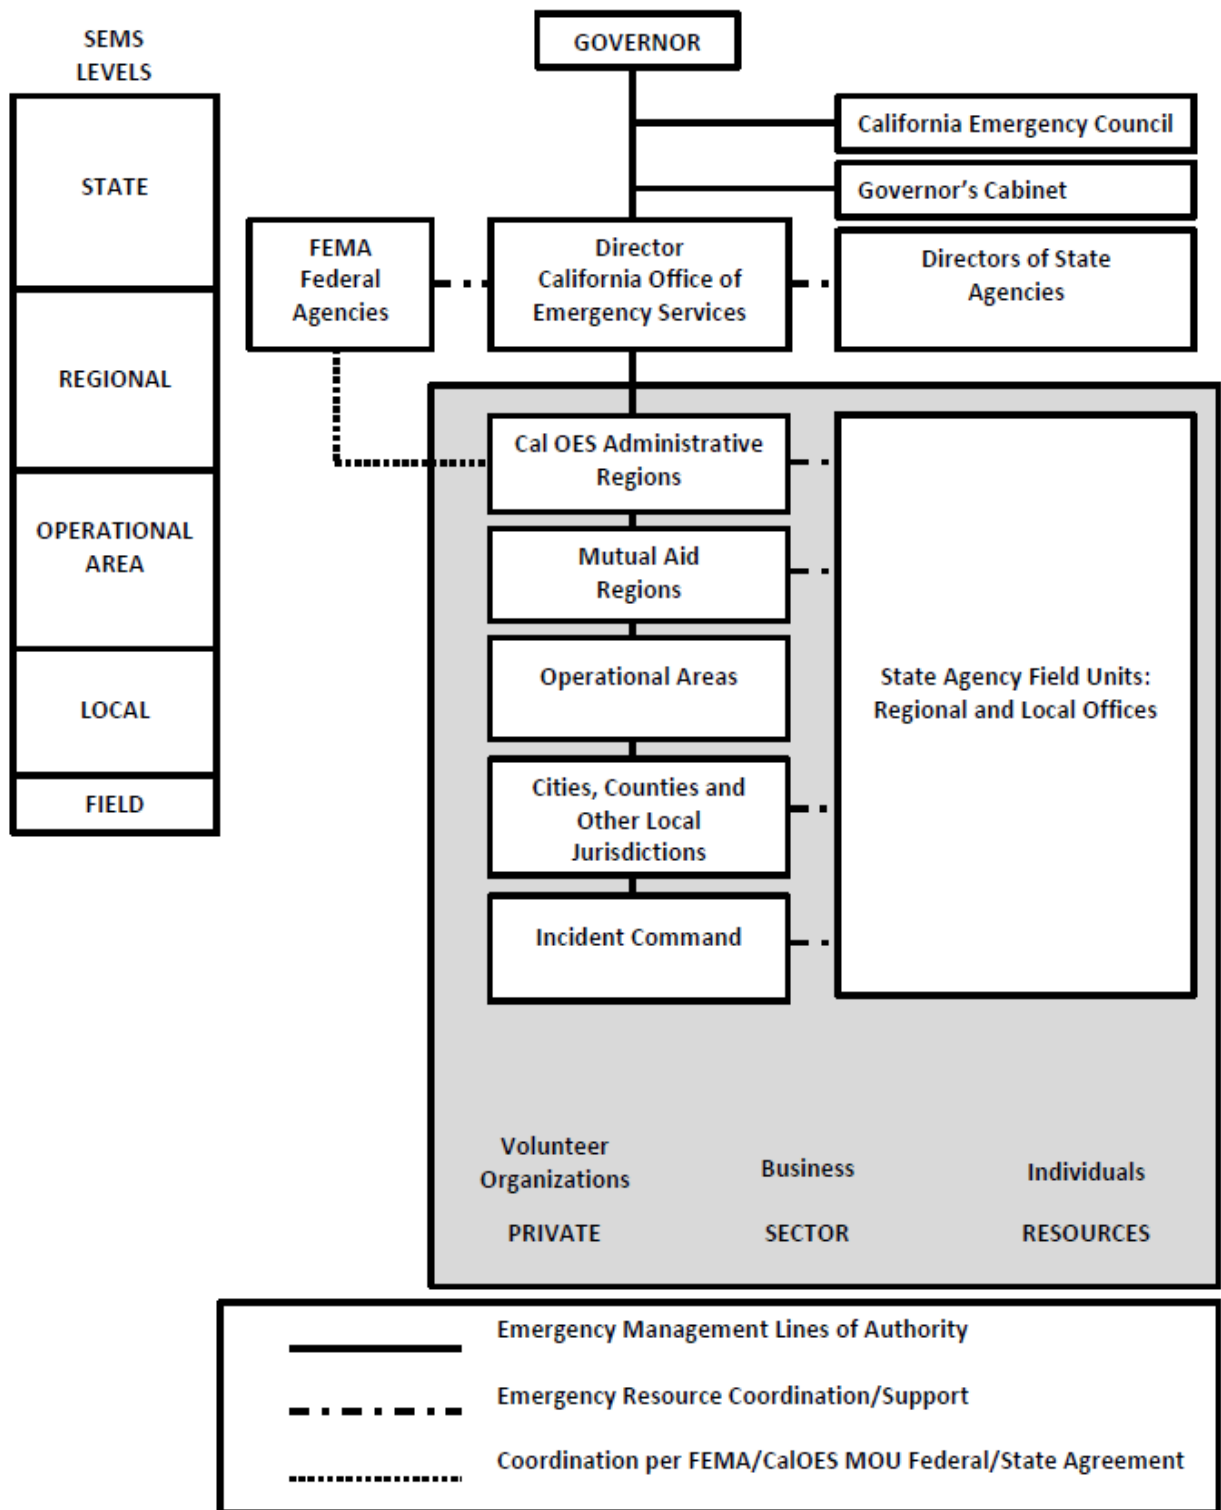 SEMS
LEVELS
STATE
REGIONAL
OPERATIONAL
AREA
LOCAL
FIELD
GOVERNOR
California Emergency Council
Governor's Cabinet
FEMA
Federal
Agencies
Director
California Office of
Emergency Services
Directors of State
Agencies
Cal OES Administrative
Regions
Mutual Aid
Regions
Operational Areas
Cities, Counties and
Other Local
Jurisdictions
Incident Command
State Agency Field Units:
Regional and Local Offices
Volunteer
Organizations
Business
Individuals
PRIVATE
SECTOR
RESOURCES
Emergency Management Lines of Authority
Emergency Resource Coordination/Support
Coordination per FEMA/CalOES MOU Federal/State Agreement